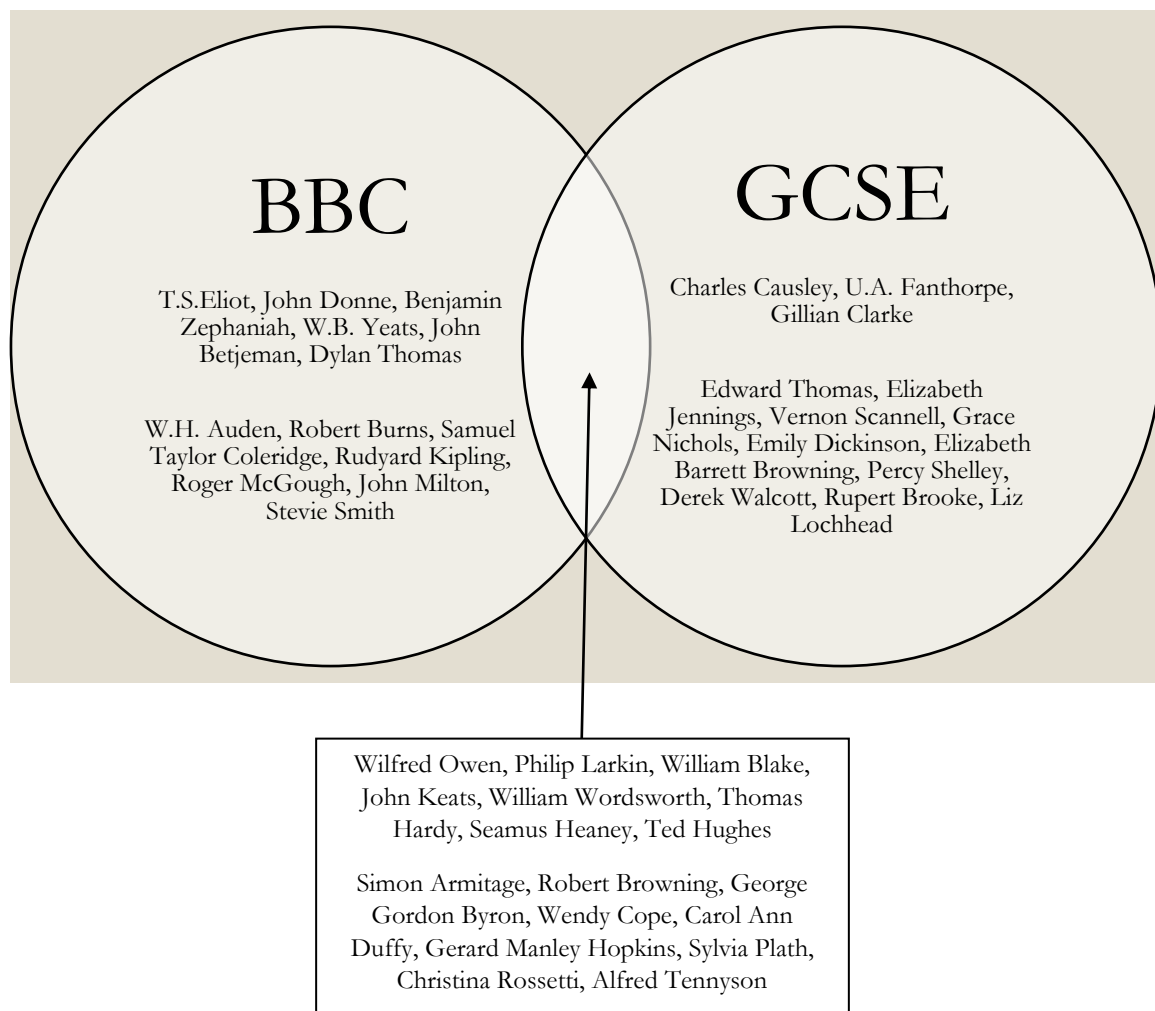 BBC
T.S.Eliot, John Donne, Benjamin
Zephaniah, W.B. Yeats, John
Betjeman, Dylan Thomas
W.H. Auden, Robert Burns, Samuel
Taylor Coleridge, Rudyard Kipling,
Roger McGough, John Milton,
Stevie Smith
GCSE
Charles Causley, U.A. Fanthorpe,
Gillian Clarke
Edward Thomas, Elizabeth
Jennings, Vernon Scannell, Grace
Nichols, Emily Dickinson, Elizabeth
Barrett Browning, Percy Shelley,
Derek Walcott, Rupert Brooke, Liz
Lochhead
Wilfred Owen, Philip Larkin, William Blake,
John Keats, William Wordsworth, Thomas
Hardy, Seamus Heaney, Ted Hughes
Simon Armitage, Robert Browning, George
Gordon Byron, Wendy Cope, Carol Ann
Duffy, Gerard Manley Hopkins, Sylvia Plath,
Christina Rossetti, Alfred Tennyson